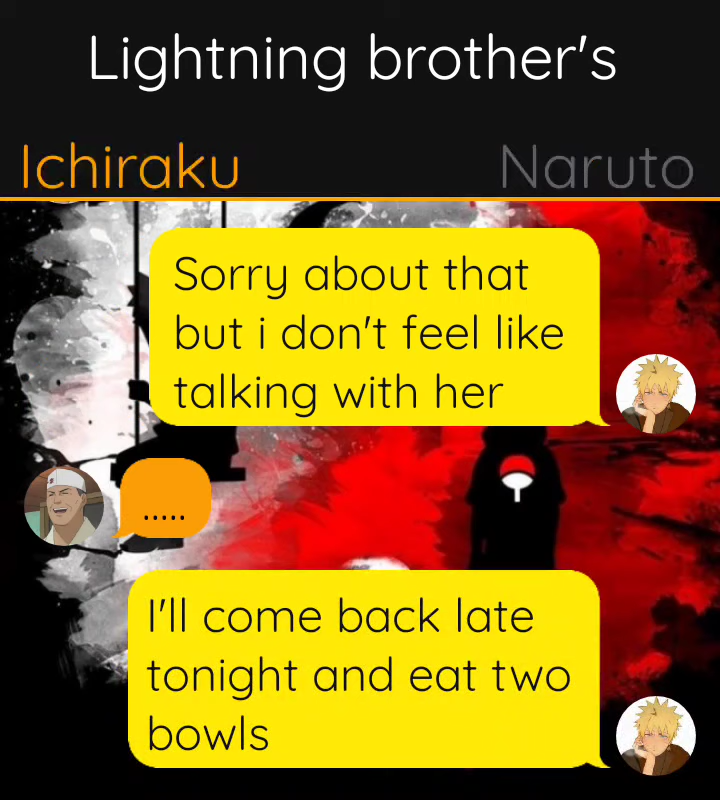 Lightning brother's
Ichiraku
Naruto
Sorry about that
but i don't feel like
talking with her
.....
I'll come back late
tonight and eat two
bowls